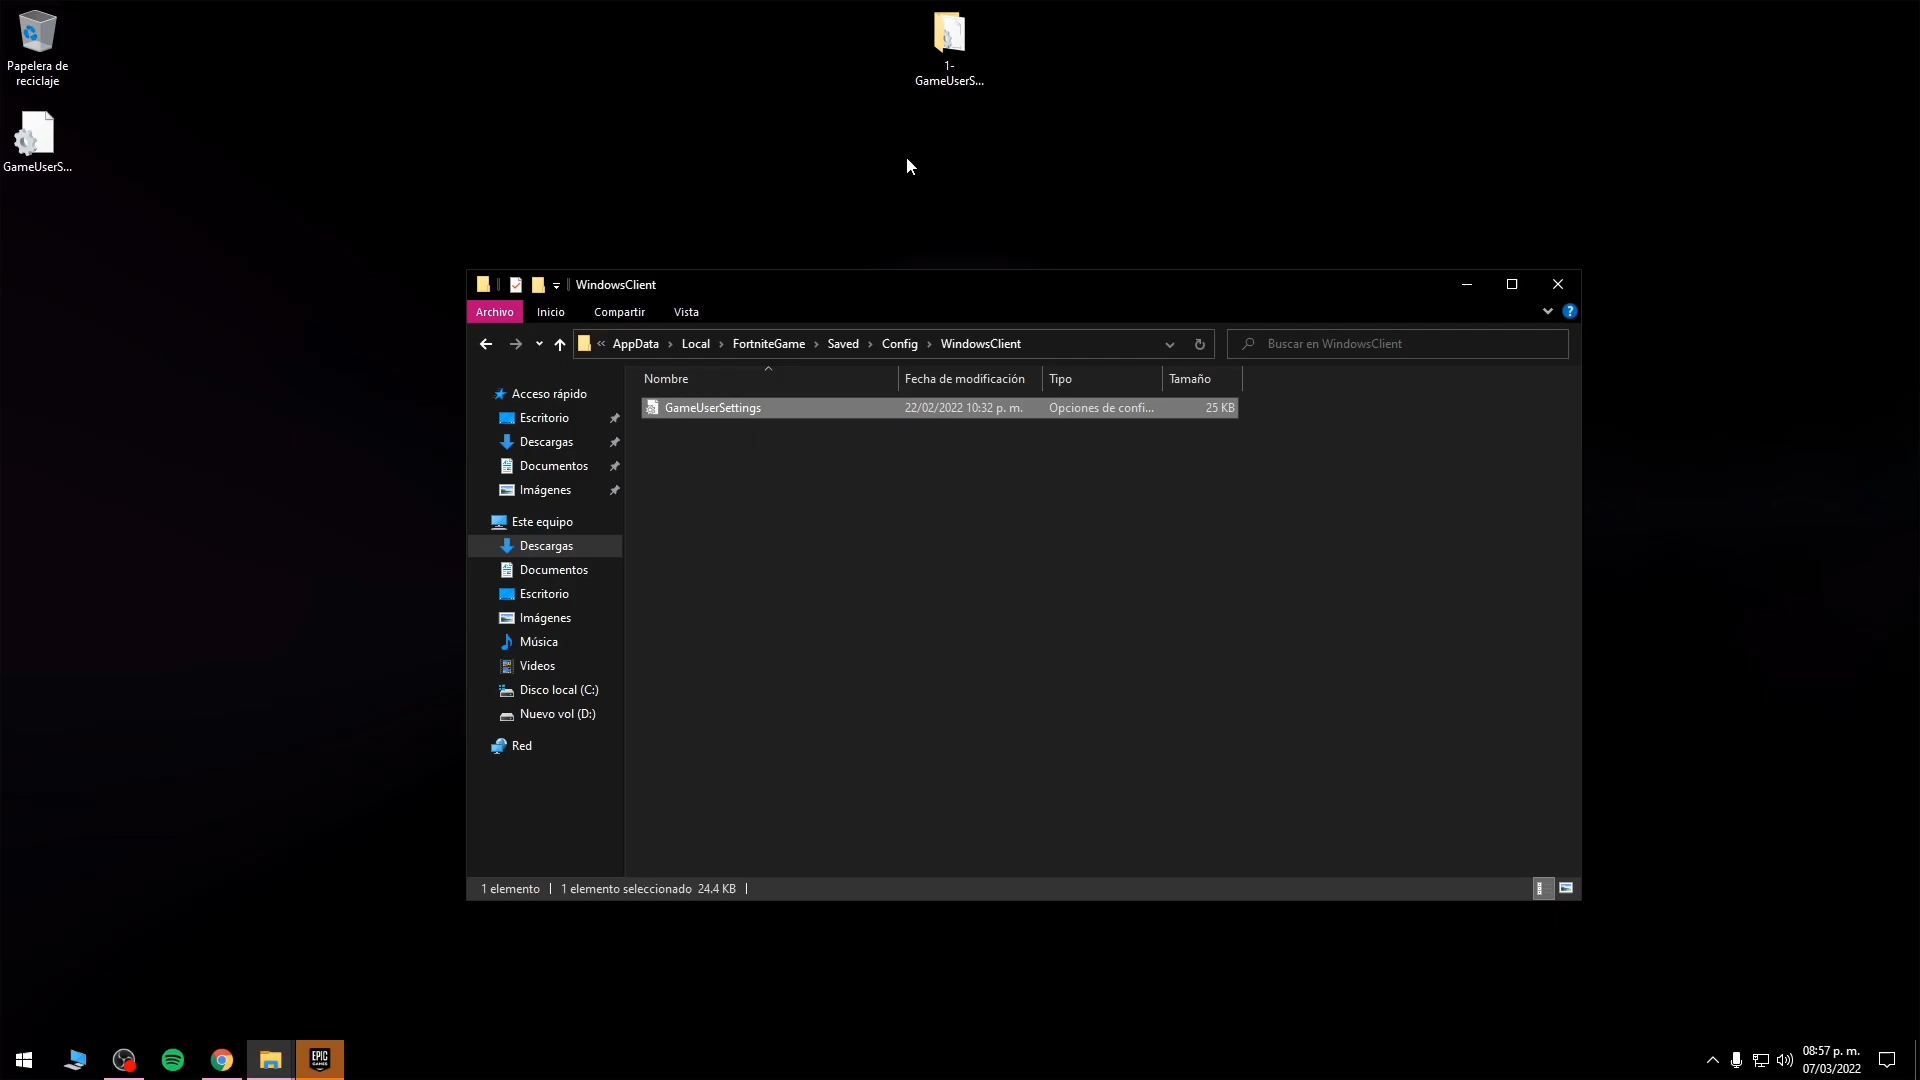 Papelera de
reciclaje
GameUserS...
1-
GameUserS...
WindowsClient
Archivo Inicio Compartir Vista
?
« AppData › Local › FortniteGame › Saved › Config › WindowsClient
Buscar en WindowsClient
Nombre Fecha de modificación Tipo Tamaño
GameUserSettings 22/02/2022 10:32 p. m. Opciones de confi... 25 KB
Acceso rápido
Escritorio
Descargas
Documentos
Imágenes
Este equipo
Descargas
Documentos
Escritorio
Imágenes
Música
Videos
Disco local (C:)
Nuevo vol (D:)
Red
1 elemento | 1 elemento seleccionado 24.4 KB |
EPIC
GAMES
08:57 p. m.
07/03/2022